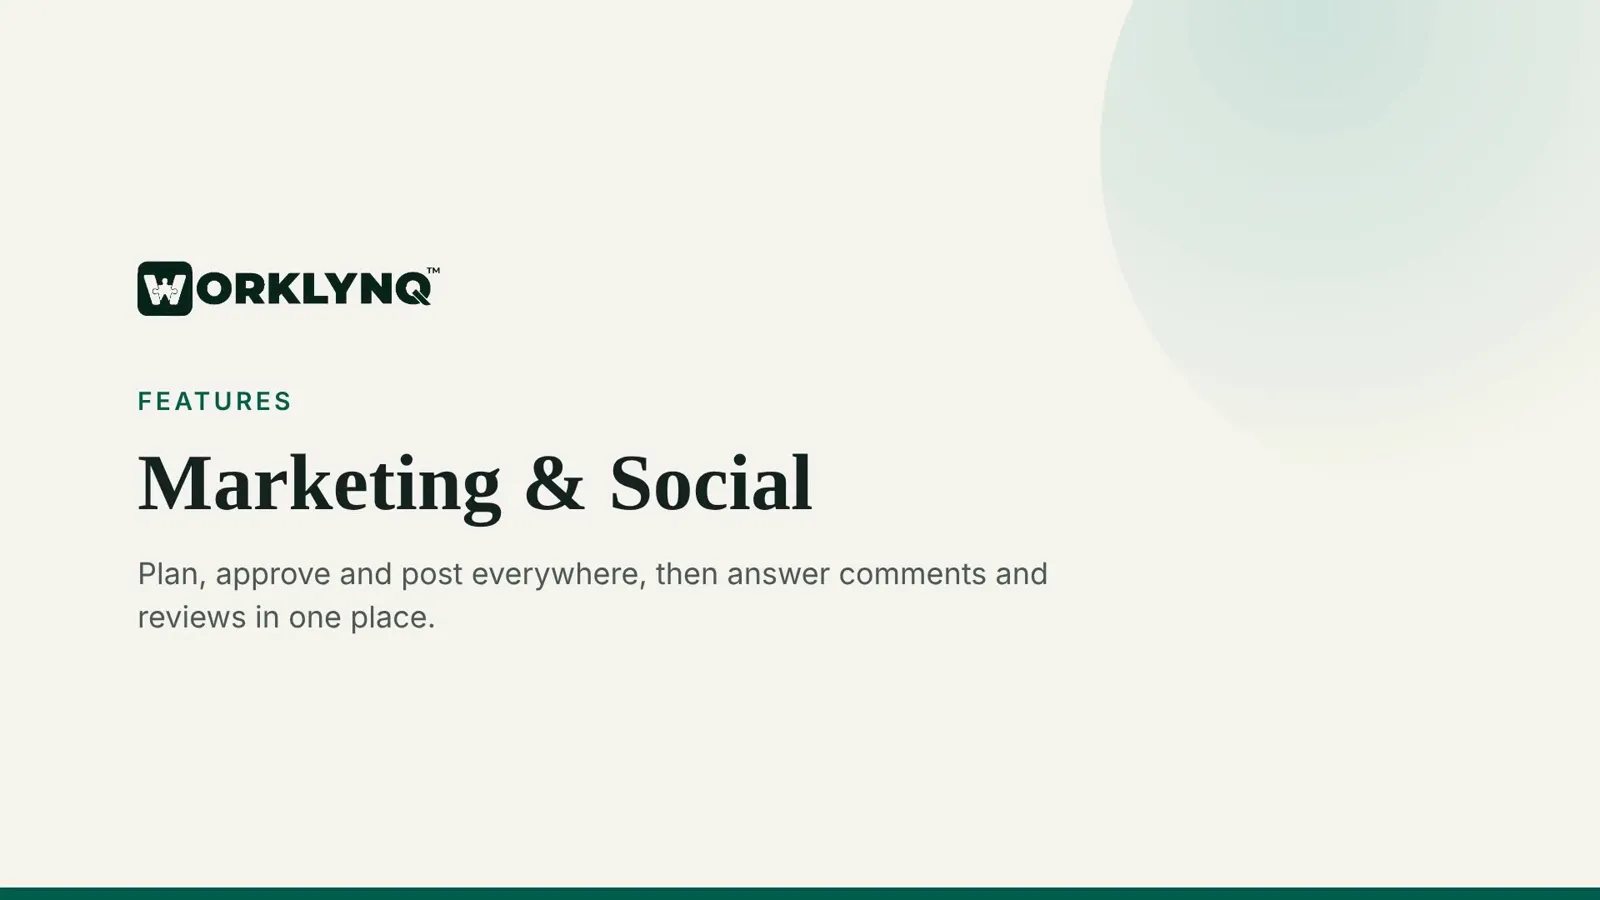 WORKLYNQ™
FEATURES
Marketing & Social
Plan, approve and post everywhere, then answer comments and
reviews in one place.